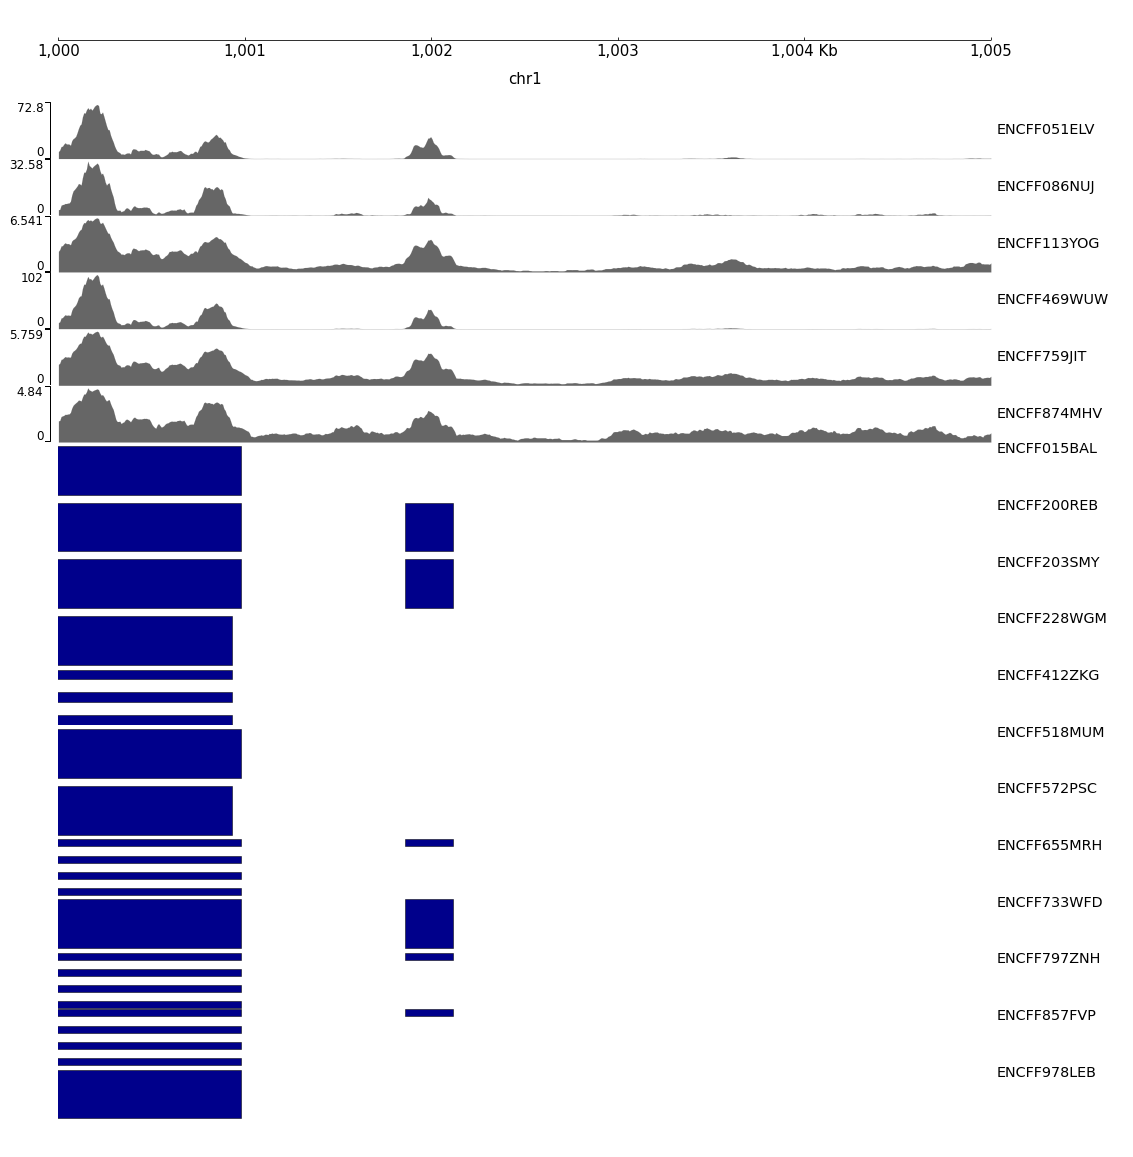 1,000 1,001 1,002 1,003 1,004 Kb 1,005
chr1
72.8
ENCFF051ELV
0
32.58
ENCFF086NUJ
0
6.541
ENCFF113YOG
0
102
ENCFF469WUW
0
5.759
ENCFF759JIT
0
4.84
ENCFF874MHV
0
ENCFF015BAL
ENCFF200REB
ENCFF203SMY
ENCFF228WGM
ENCFF412ZKG
ENCFF518MUM
ENCFF572PSC
ENCFF655MRH
ENCFF733WFD
ENCFF797ZNH
ENCFF857FVP
ENCFF978LEB